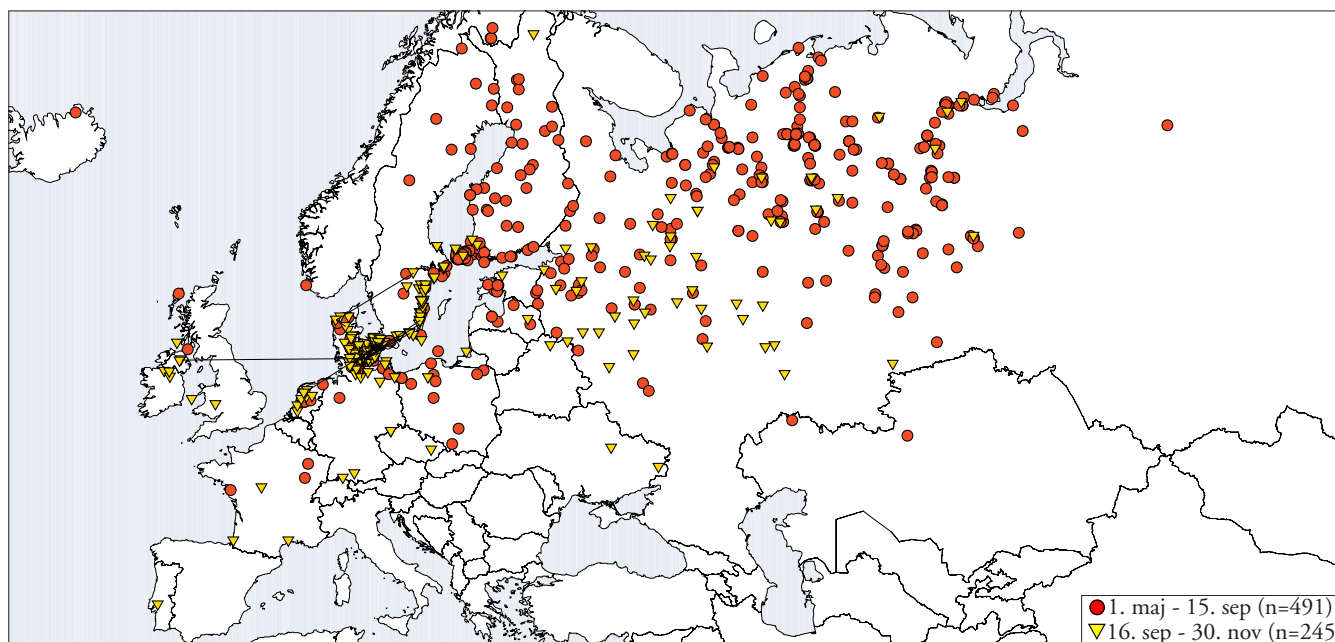 1. maj - 15. sep (n=491)
16. sep - 30. nov (n=245